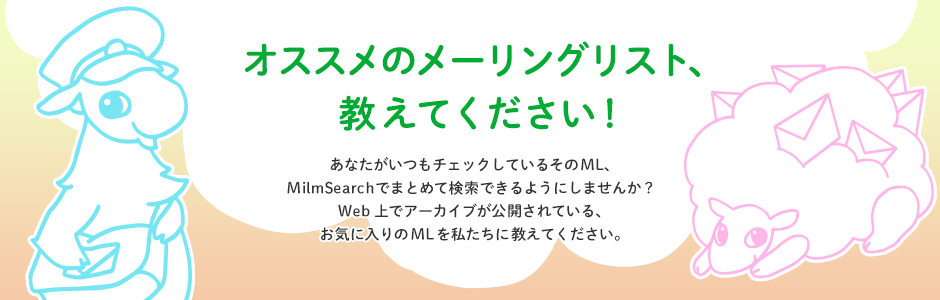 オススメのメーリングリスト、
教えてください！
あなたがいつもチェックしているそのML、
MilmSearchでまとめて検索できるようにしませんか？
Web 上でアーカイブが公開されている、
お気に入りのMLを私たちに教えてください。